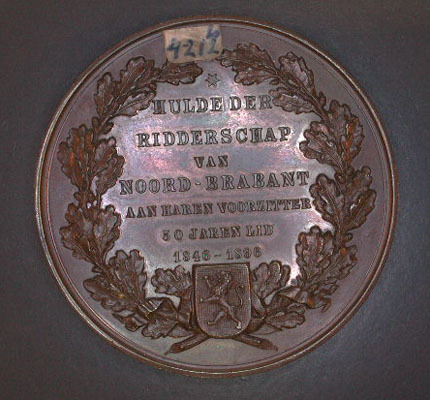 4212
HULDE DER
RIDDERSCHAP
VAN
NOORD-BRABANT
AAN HAREN VOORZITTER
50 JAREN LID
1846-1896